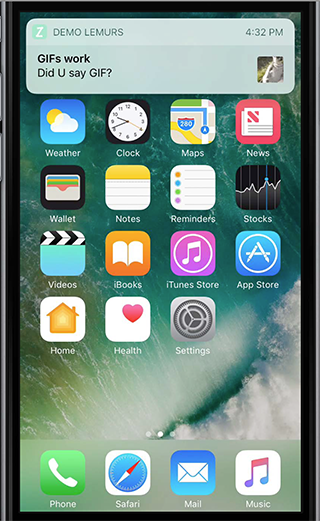 Z DEMO LEMURS 4:32 PM
GIFs work
Did U say GIF?
Weather Clock Maps News
280
Wallet Notes Reminders Stocks
Videos iBooks iTunes Store App Store
Home Health Settings
Phone Safari Mail Music